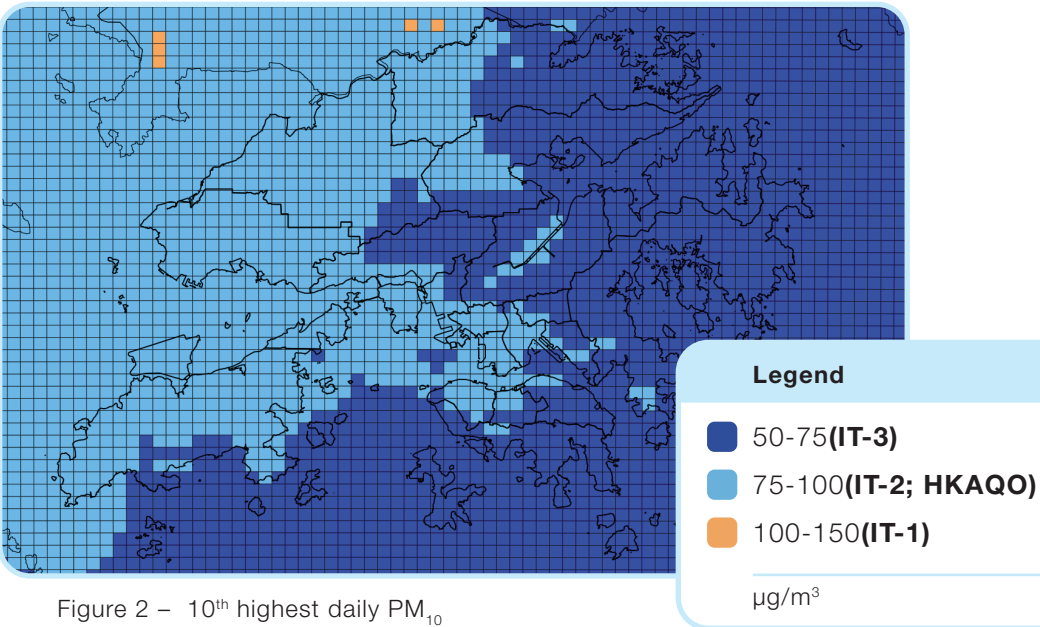 Legend
50-75(IT-3)
75-100(IT-2; HKAQO)
100-150(IT-1)
µg/m³
Figure 2 – 10th highest daily PM10